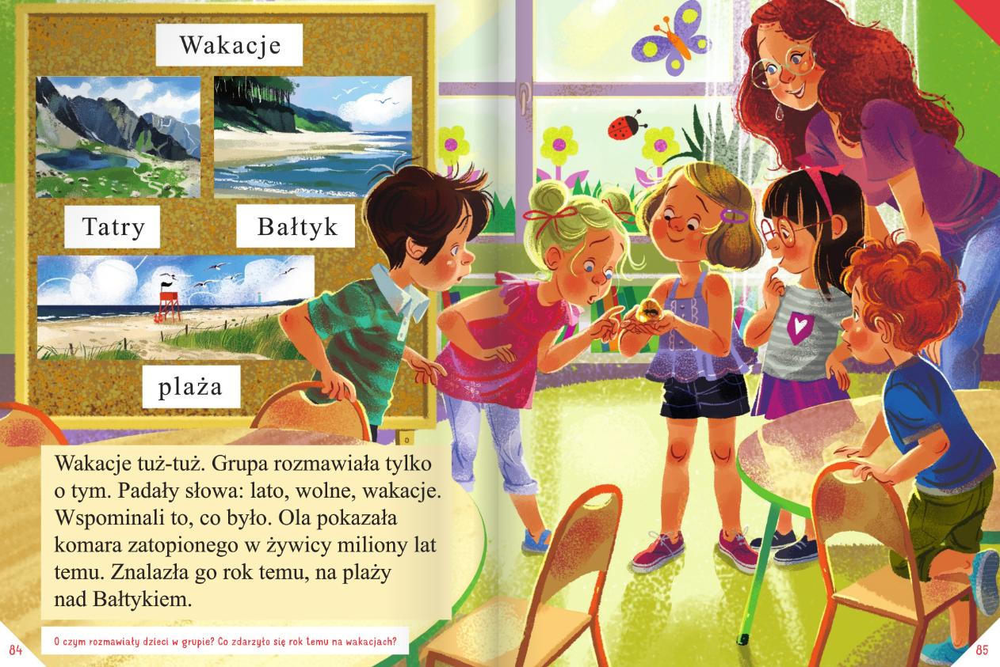 Wakacje
Tatry
Bałtyk
plaża
Wakacje tuż-tuż. Grupa rozmawiała tylko
o tym. Padały słowa: lato, wolne, wakacje.
Wspominali to, co było. Ola pokazała
komara zatopionego w żywicy miliony lat
temu. Znalazła go rok temu, na plaży
nad Bałtykiem.
O czym rozmawiały dzieci w grupie? Co zdarzyło się rok temu na wakacjach?
84
85